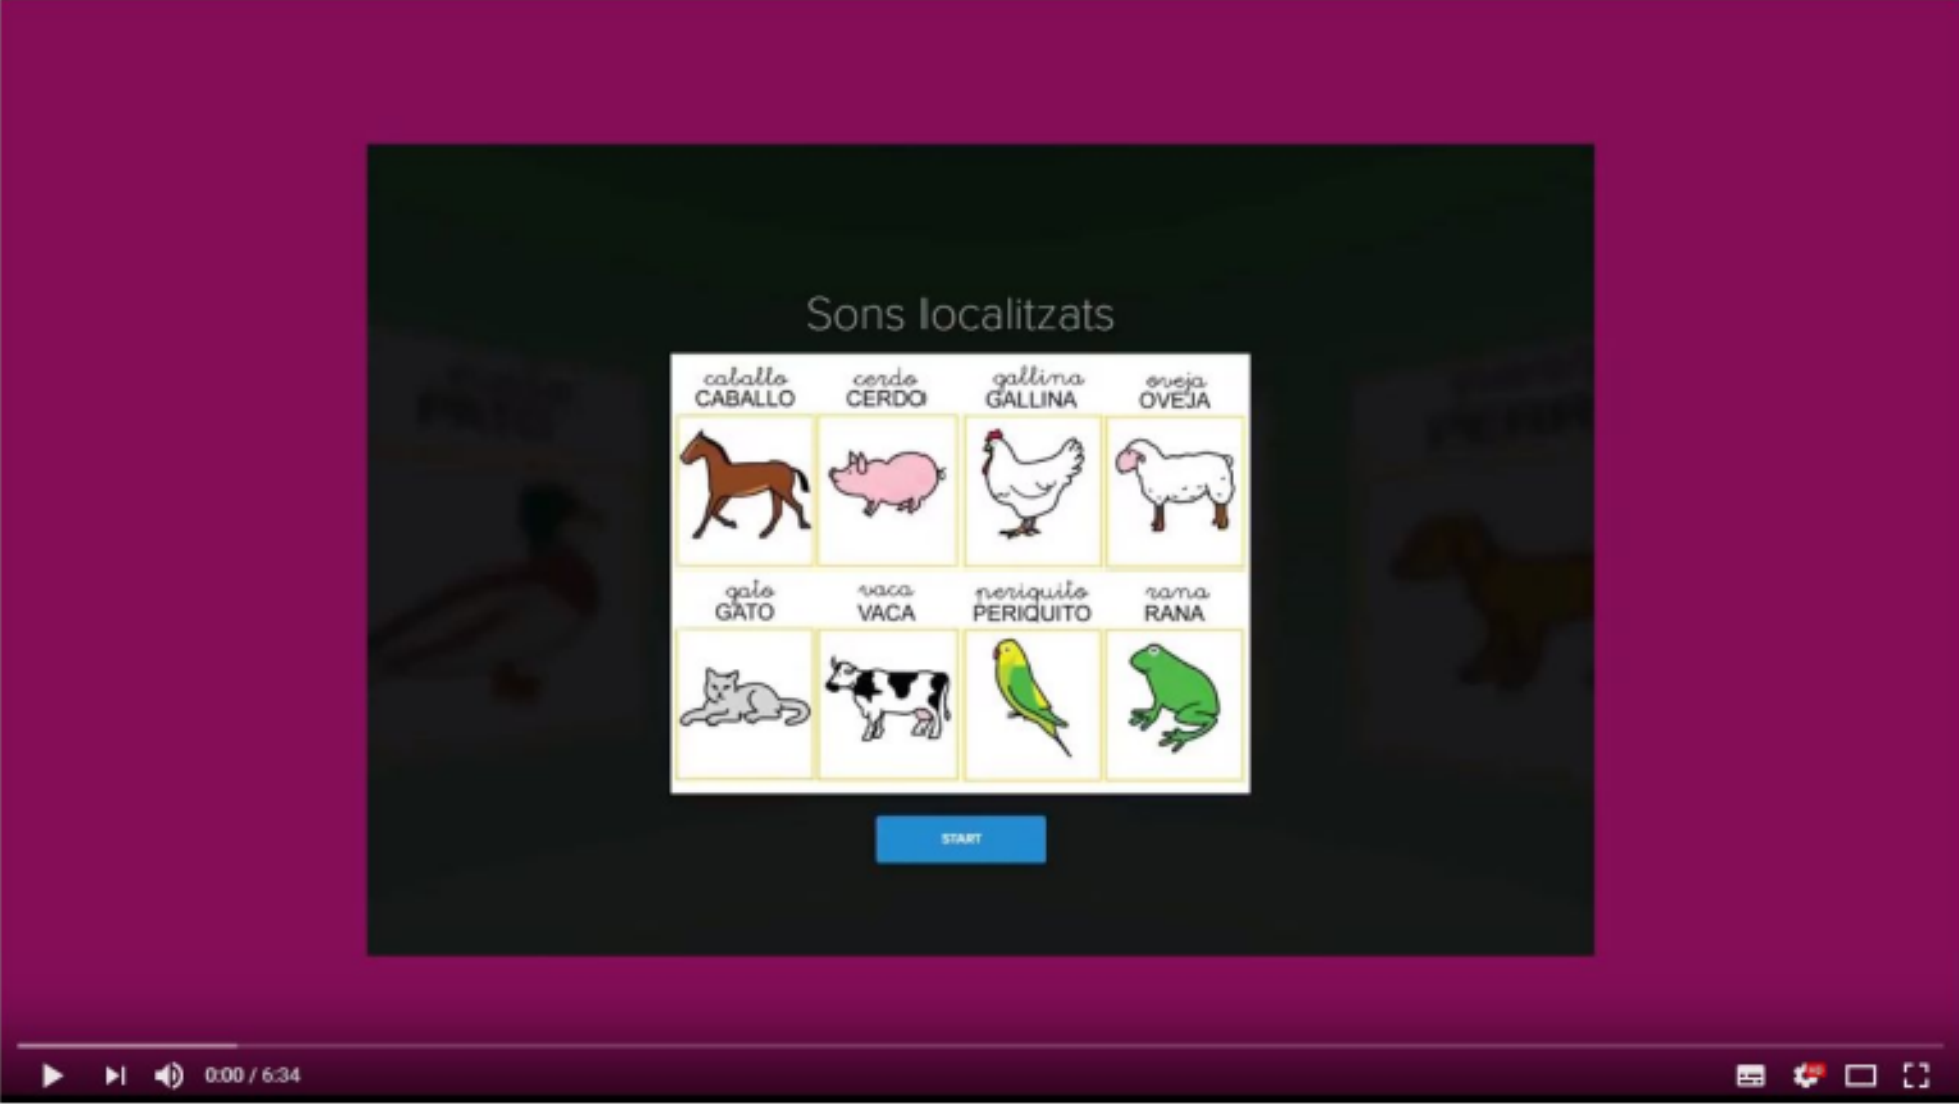 Sons localitzats
caballo cerdo gallina oveja
CABALLO CERDO GALLINA OVEJA
gato vaca periquito rana
GATO VACA PERIQUITO RANA
PATO
START
0:00 / 6:34